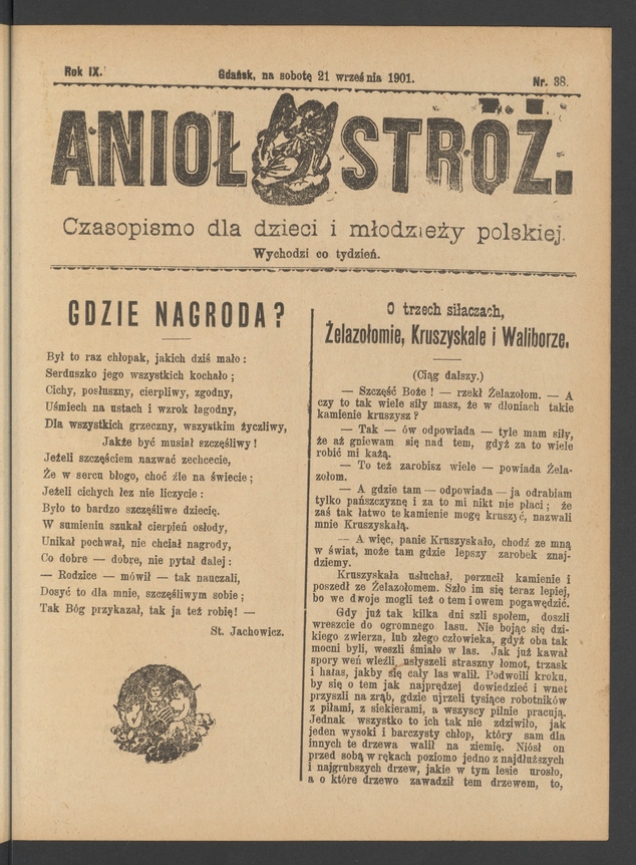 Rok IX.
Gdańsk, na sobotę 21 września 1901.
Nr. 38.
ANIOŁ STRÓŻ.
Czasopismo dla dzieci i młodzieży polskiej.
Wychodzi co tydzień.
GDZIE NAGRODA?
Był to raz chłopak, jakich dziś mało:
Serduszko jego wszystkich kochało;
Cichy, posłuszny, cierpliwy, zgodny,
Uśmiech na ustach i wzrok łagodny,
Dla wszystkich grzeczny, wszystkim życzliwy,
Jakże być musiał szczęśliwy!
Jeżeli szczęściem nazwać zechcecie,
Że w sercu błogo, choć źle na świecie;
Jeżeli cichych łez nie liczycie:
Było to bardzo szczęśliwe dziecię.
W sumieniu szukał cierpień osłody,
Unikał pochwał, nie chciał nagrody,
Co dobre — dobre, nie pytał dalej:
— Rodzice — mówił — tak nauczali,
Dosyć to dla mnie, szczęśliwym sobie;
Tak Bóg przykazał, tak ja też robię! —
St. Jachowicz.
O trzech siłaczach,
Żelazołomie, Kruszyskale i Waliborze.
(Ciąg dalszy.)
— Szczęść Boże! — rzekł Żelazołom. — A
czy to tak wiele siły masz, że w dłoniach takie
kamienie kruszysz?
— Tak — ów odpowiada — tyle mam siły,
że aż gniewam się nad tem, gdyż za to wiele
robić mi każą.
— To też zarobisz wiele — powiada Żela-
zołom.
— A gdzie tam — odpowiada — ja odrabiam
tylko pańszczyznę i za to mi nikt nie płaci; że
zaś tak łatwo te kamienie mogę kruszyć, nazwali
mnie Kruszyskałą.
— A więc, panie Kruszyskało, chodź ze mną
w świat, może tam gdzie lepszy zarobek znaj-
dziemy.
Kruszyskała usłuchał, porzucił kamienie i
poszedł ze Żelazołomem. Szło im się teraz lepiej,
bo we dwoje mogli też o tem i owem pogawędzić.
Gdy już tak kilka dni szli społem, doszli
wreszcie do ogromnego lasu. Nie bojąc się dzi-
kiego zwierza, lub złego człowieka, gdyż oba tak
mocni byli, weszli śmiało w las. Jak już kawał
spory weń wleźli, usłyszeli straszny łomot, trzask
i hałas, jakby się cały las walił. Podwoili kroku,
by się o tem jak najprędzej dowiedzieć i wnet
przyszli na zrąb, gdzie ujrzeli tysiące robotników
z piłami, z siekierami, a wszyscy pilnie pracują.
Jednak wszystko to ich tak nie zdziwiło, jak
jeden wysoki i barczysty chłop, który sam dla
innych te drzewa walił na ziemię. Niósł on
przed sobą w rękach poziomo jedno z najdłuższych
i najgrubszych drzew, jakie w tym lesie urosło,
a o które drzewo zawadził tem drzewem, to,